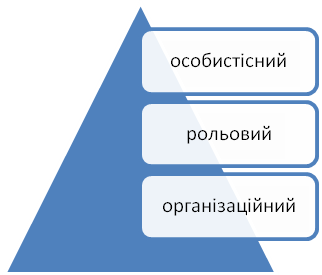 особистісний
рольовий
організаційний